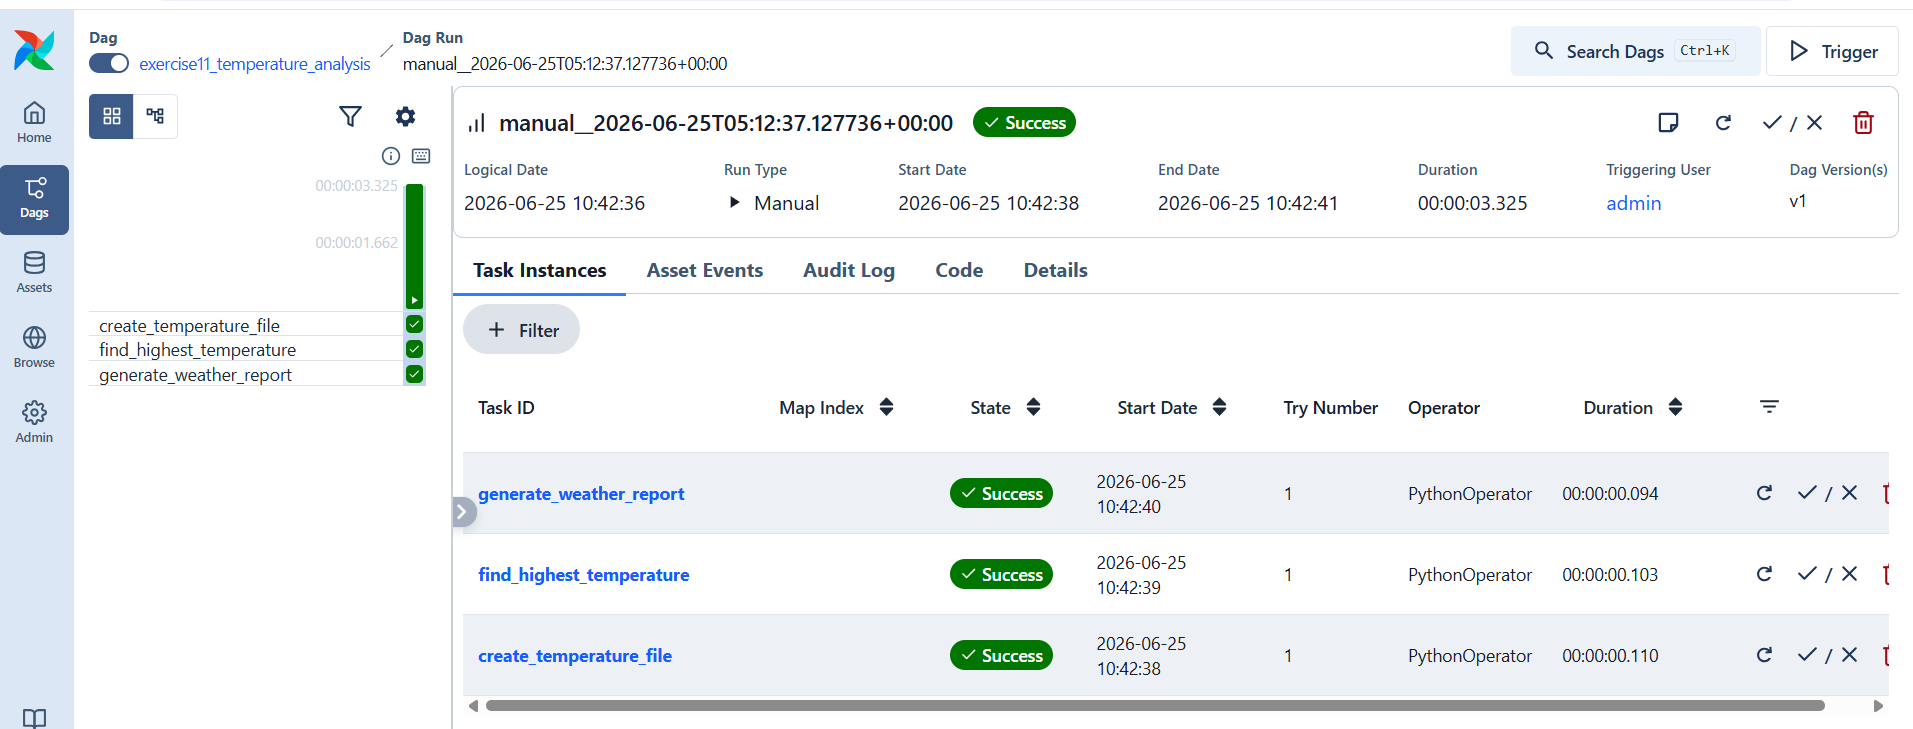 Dag
exercise11_temperature_analysis
/
Dag Run
manual__2026-06-25T05:12:37.127736+00:00
Search Dags
Ctrl+K
Trigger
Home
Dags
Assets
Browse
Admin
00:00:03.325
00:00:01.662
create_temperature_file
find_highest_temperature
generate_weather_report
manual__2026-06-25T05:12:37.127736+00:00
Success
/
Logical Date
2026-06-25 10:42:36
Run Type
Manual
Start Date
2026-06-25 10:42:38
End Date
2026-06-25 10:42:41
Duration
00:00:03.325
Triggering User
admin
Dag Version(s)
v1
Task Instances Asset Events Audit Log Code Details
+ Filter
Task ID Map Index State Start Date Try Number Operator Duration
generate_weather_report Success 2026-06-25 10:42:40 1 PythonOperator 00:00:00.094 /
find_highest_temperature Success 2026-06-25 10:42:39 1 PythonOperator 00:00:00.103 /
create_temperature_file Success 2026-06-25 10:42:38 1 PythonOperator 00:00:00.110 /